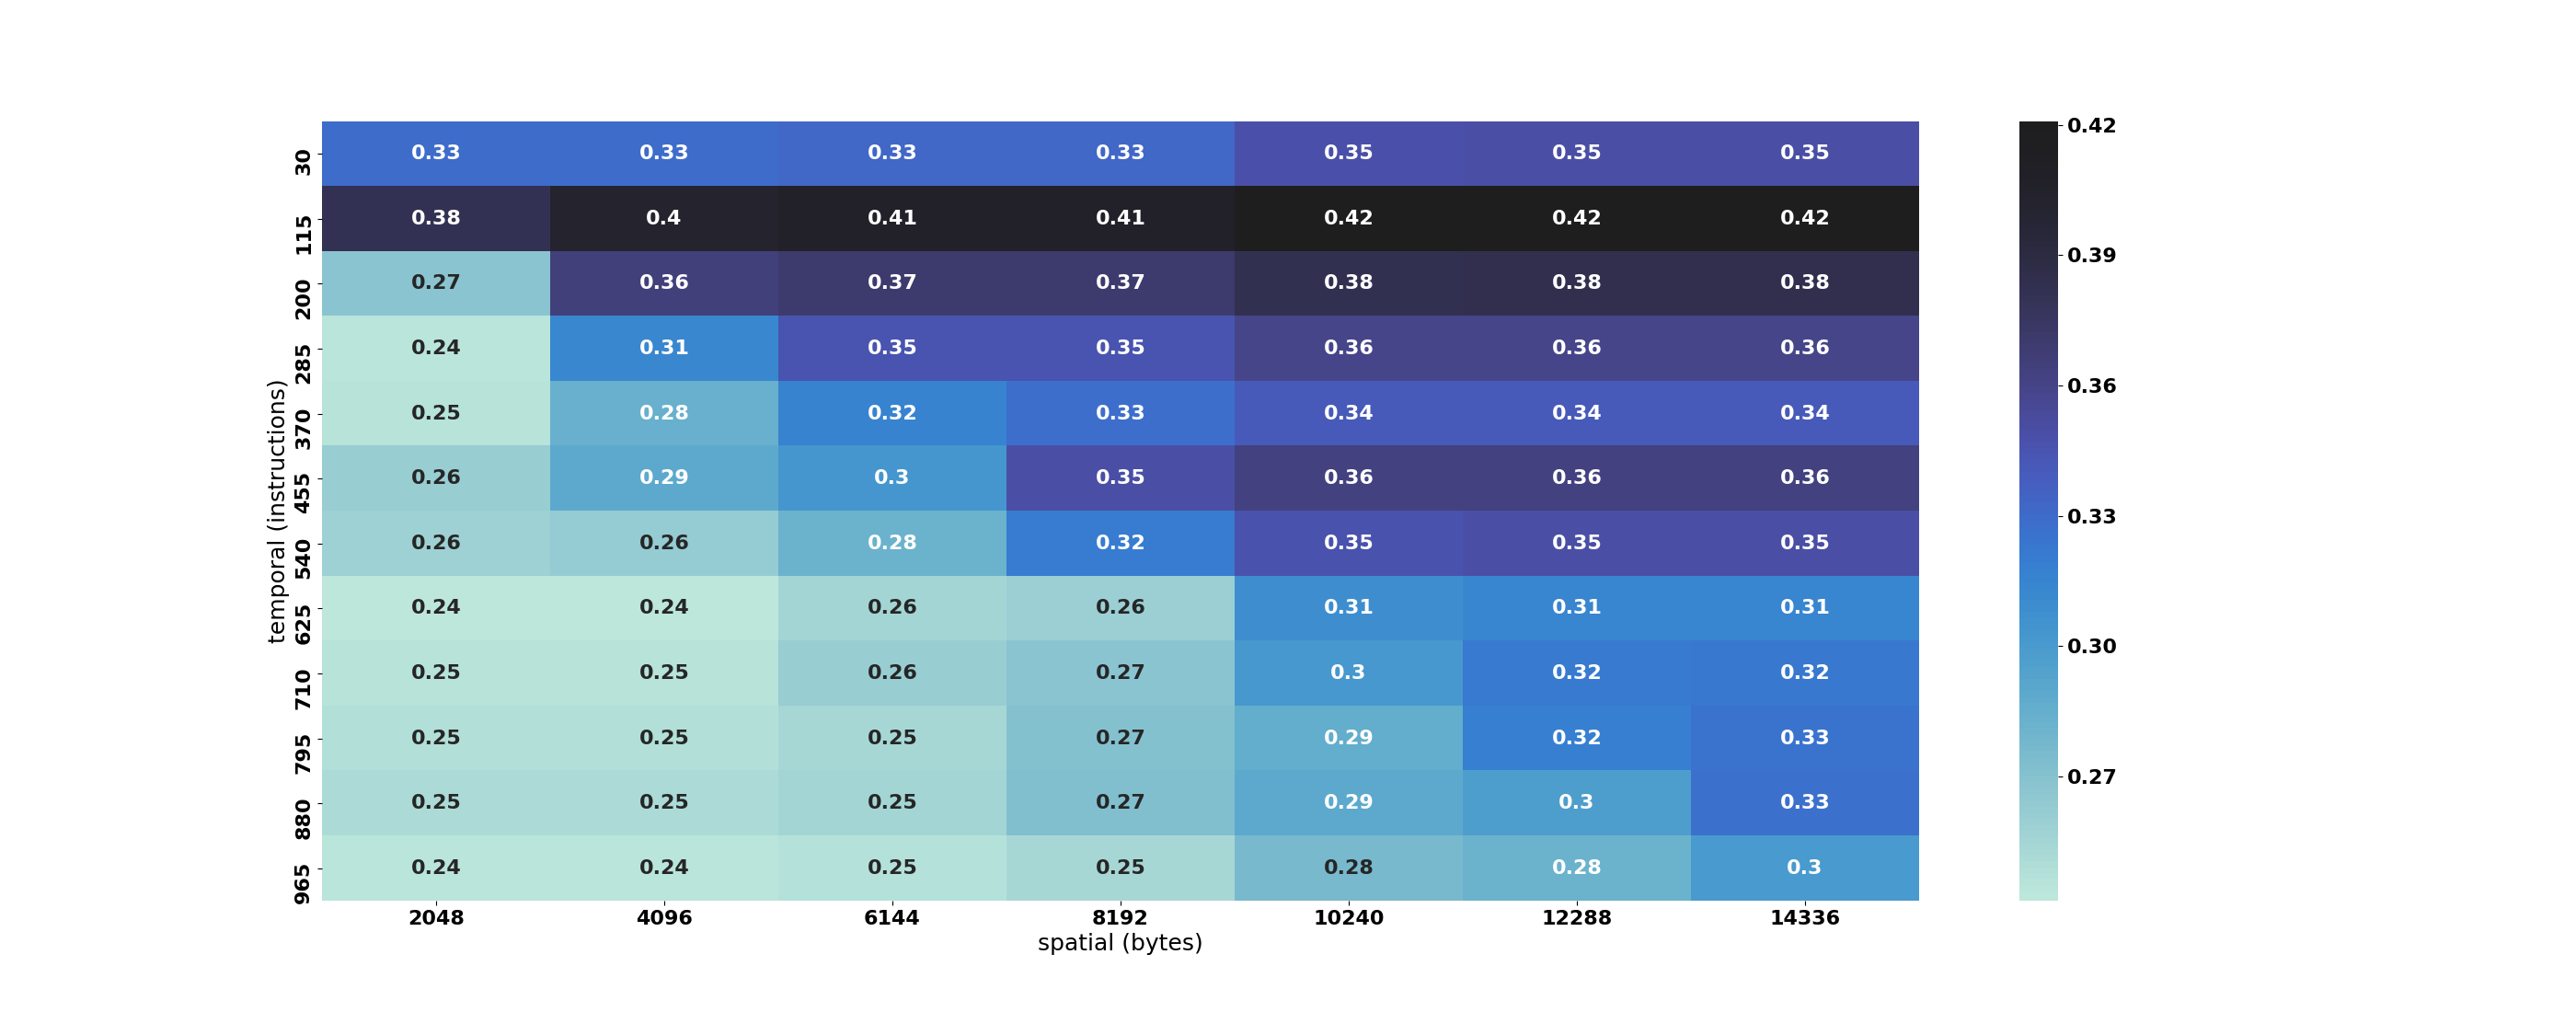 30 0.33 0.33 0.33 0.33 0.35 0.35 0.35
115 0.38 0.4 0.41 0.41 0.42 0.42 0.42
200 0.27 0.36 0.37 0.37 0.38 0.38 0.38
285 0.24 0.31 0.35 0.35 0.36 0.36 0.36
370 0.25 0.28 0.32 0.33 0.34 0.34 0.34
455 0.26 0.29 0.3 0.35 0.36 0.36 0.36
540 0.26 0.26 0.28 0.32 0.35 0.35 0.35
625 0.24 0.24 0.26 0.26 0.31 0.31 0.31
710 0.25 0.25 0.26 0.27 0.3 0.32 0.32
795 0.25 0.25 0.25 0.27 0.29 0.32 0.33
880 0.25 0.25 0.25 0.27 0.29 0.3 0.33
965 0.24 0.24 0.25 0.25 0.28 0.28 0.3
2048 4096 6144 8192 10240 12288 14336
spatial (bytes)
temporal (instructions)
0.42
0.39
0.36
0.33
0.30
0.27